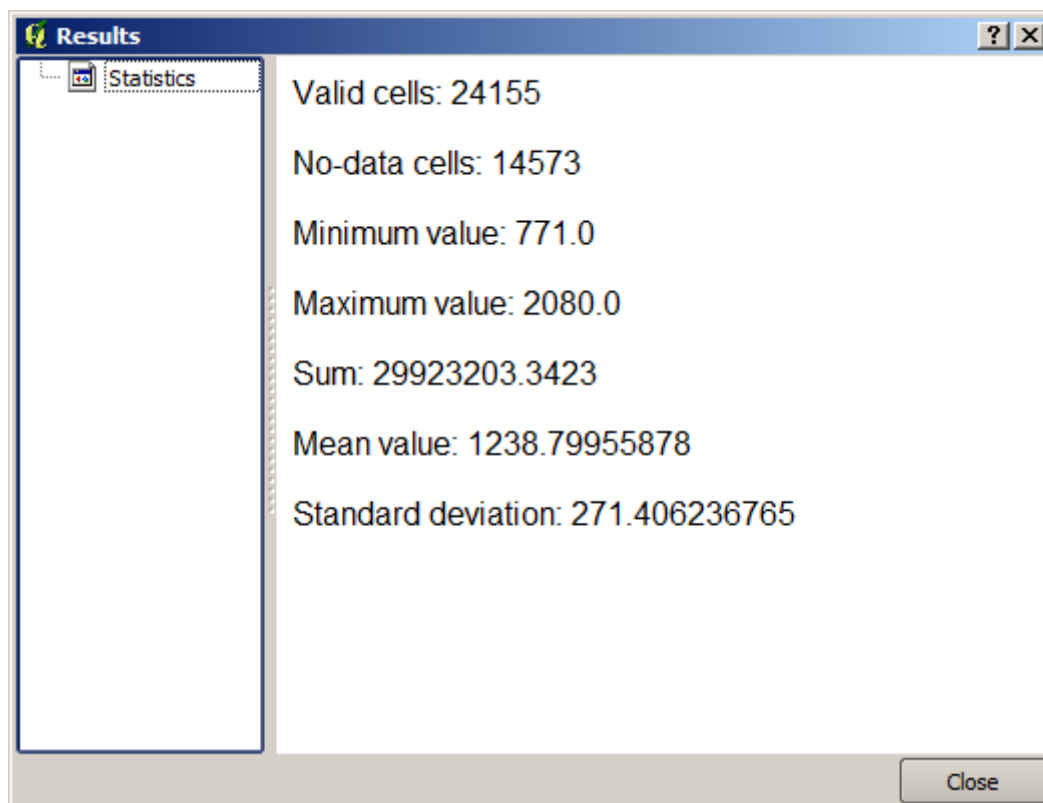 Results
Statistics
Valid cells: 24155
No-data cells: 14573
Minimum value: 771.0
Maximum value: 2080.0
Sum: 29923203.3423
Mean value: 1238.79955878
Standard deviation: 271.406236765
Close